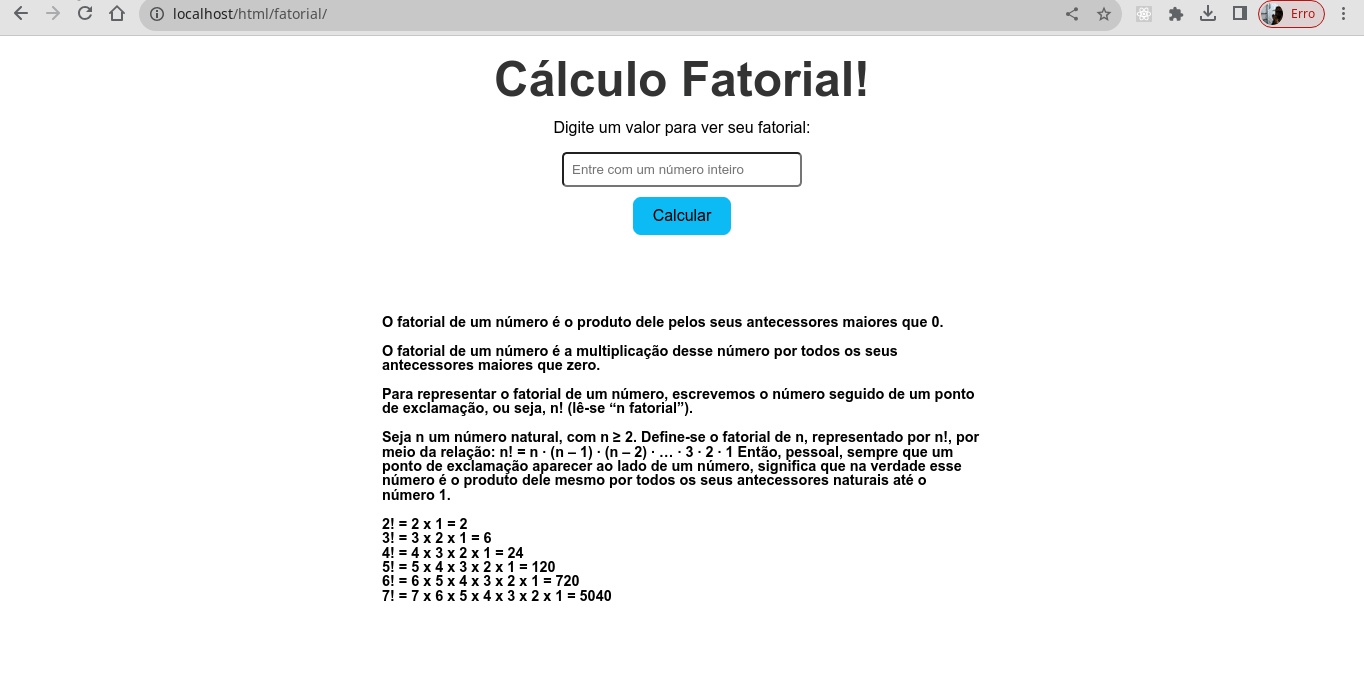 localhost/html/fatorial/
Erro
Cálculo Fatorial!
Digite um valor para ver seu fatorial:
Entre com um número inteiro
Calcular
O fatorial de um número é o produto dele pelos seus antecessores maiores que 0.
O fatorial de um número é a multiplicação desse número por todos os seus
antecessores maiores que zero.
Para representar o fatorial de um número, escrevemos o número seguido de um ponto
de exclamação, ou seja, n! (lê-se “n fatorial”).
Seja n um número natural, com n ≥ 2. Define-se o fatorial de n, representado por n!, por
meio da relação: n! = n · (n – 1) · (n – 2) · … · 3 · 2 · 1 Então, pessoal, sempre que um
ponto de exclamação aparecer ao lado de um número, significa que na verdade esse
número é o produto dele mesmo por todos os seus antecessores naturais até o
número 1.
2! = 2 x 1 = 2
3! = 3 x 2 x 1 = 6
4! = 4 x 3 x 2 x 1 = 24
5! = 5 x 4 x 3 x 2 x 1 = 120
6! = 6 x 5 x 4 x 3 x 2 x 1 = 720
7! = 7 x 6 x 5 x 4 x 3 x 2 x 1 = 5040